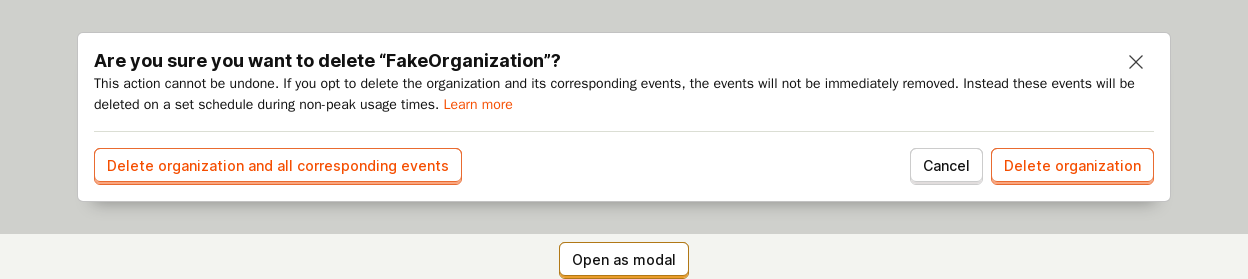 Are you sure you want to delete “FakeOrganization”?
This action cannot be undone. If you opt to delete the organization and its corresponding events, the events will not be immediately removed. Instead these events will be
deleted on a set schedule during non-peak usage times. Learn more
Delete organization and all corresponding events
Cancel
Delete organization
Open as modal